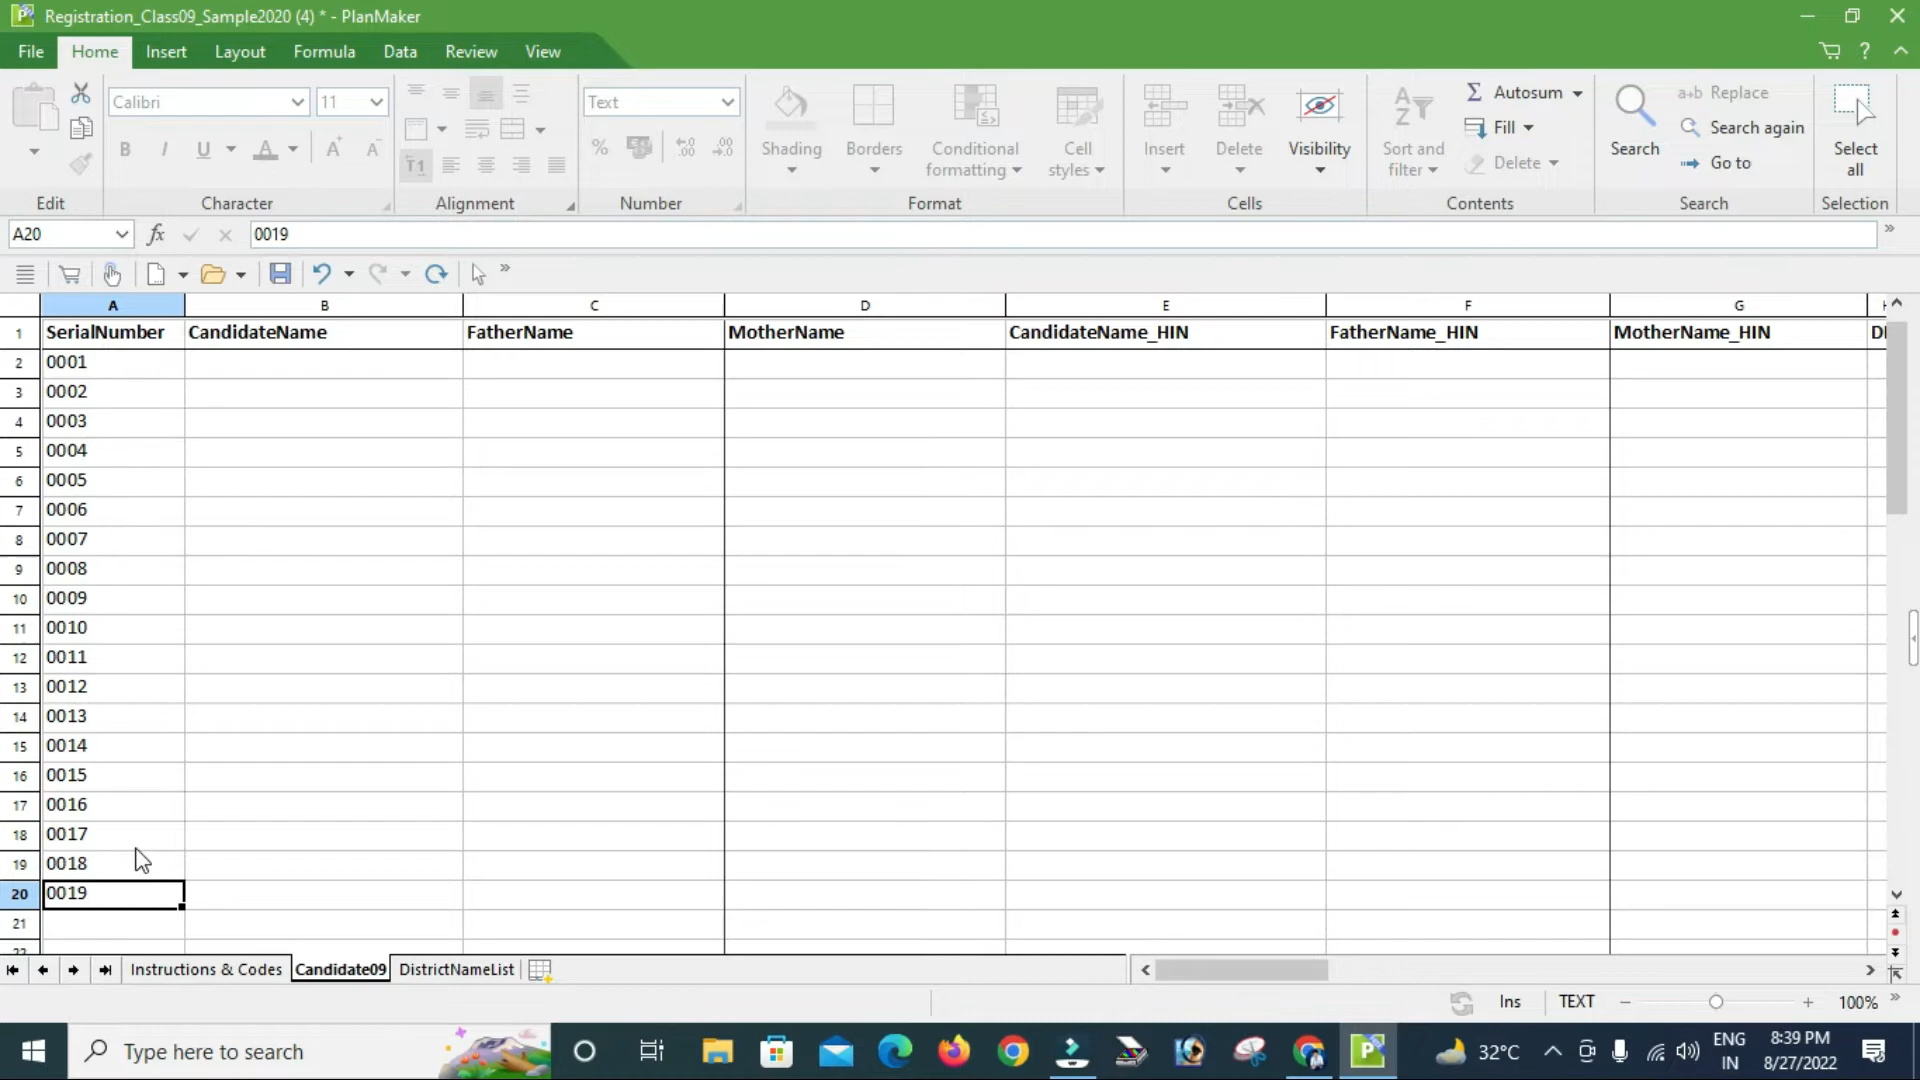 Registration_Class09_Sample2020 (4) * - PlanMaker
File Home Insert Layout Formula Data Review View
Calibri 11 Text
Autosum Replace
Fill Search again
Delete Go to
Shading Borders Conditional formatting Cell styles Insert Delete Visibility Sort and filter Search Select all
Edit Character Alignment Number Format Cells Contents Search Selection
A20 fx 0019
A B C D E F G
1 SerialNumber CandidateName FatherName MotherName CandidateName_HIN FatherName_HIN MotherName_HIN
2 0001
3 0002
4 0003
5 0004
6 0005
7 0006
8 0007
9 0008
10 0009
11 0010
12 0011
13 0012
14 0013
15 0014
16 0015
17 0016
18 0017
19 0018
20 0019
21
Instructions & Codes Candidate09 DistrictNameList
Ins TEXT 100%
Type here to search 32°C ENG IN 8:39 PM 8/27/2022